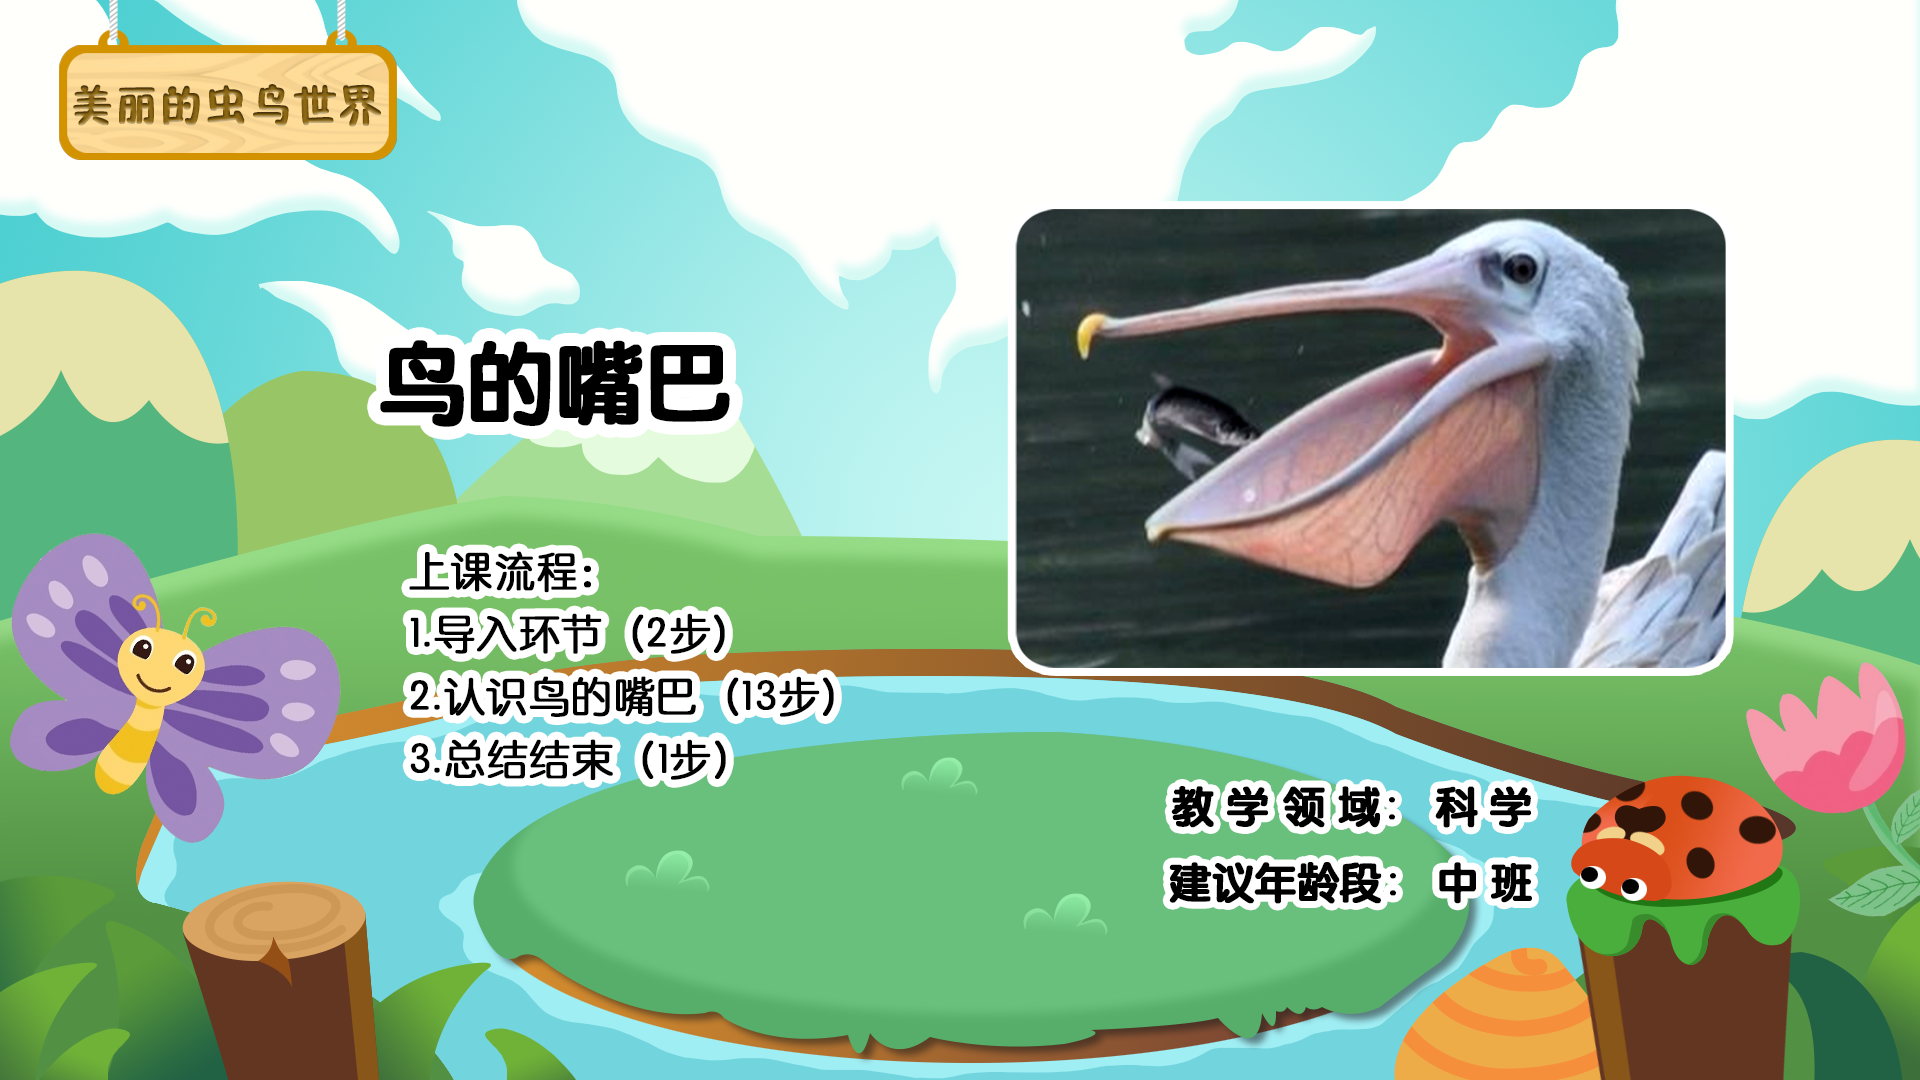 美丽的虫鸟世界
鸟的嘴巴
上课流程：
1.导入环节（2步）
2.认识鸟的嘴巴（13步）
3.总结结束（1步）
教学领域： 科学
建议年龄段： 中班